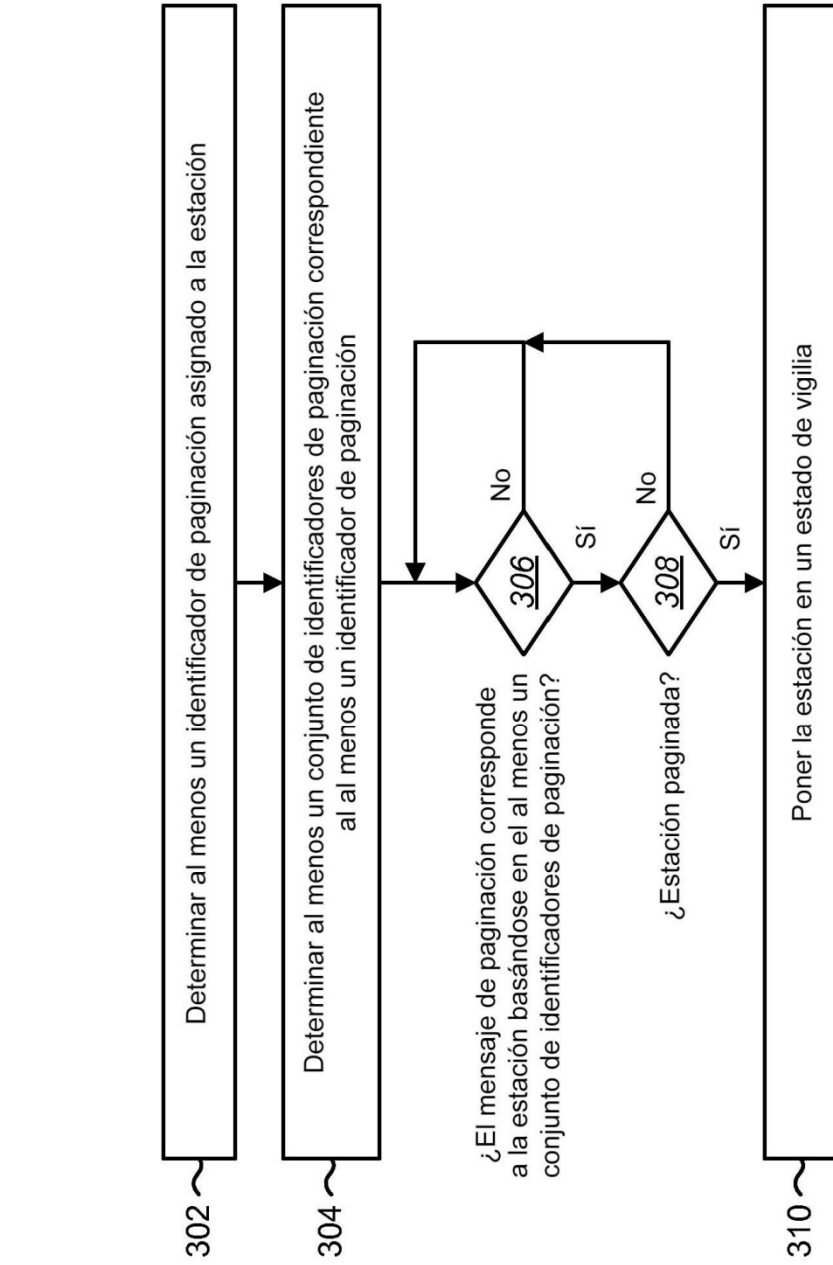 302
Determinar al menos un identificador de paginación asignado a la estación
304
Determinar al menos un conjunto de identificadores de paginación correspondiente
al al menos un identificador de paginación
¿El mensaje de paginación corresponde
a la estación basándose en el al menos un
conjunto de identificadores de paginación?
306
No
Sí
¿Estación paginada?
308
No
Sí
310
Poner la estación en un estado de vigilia